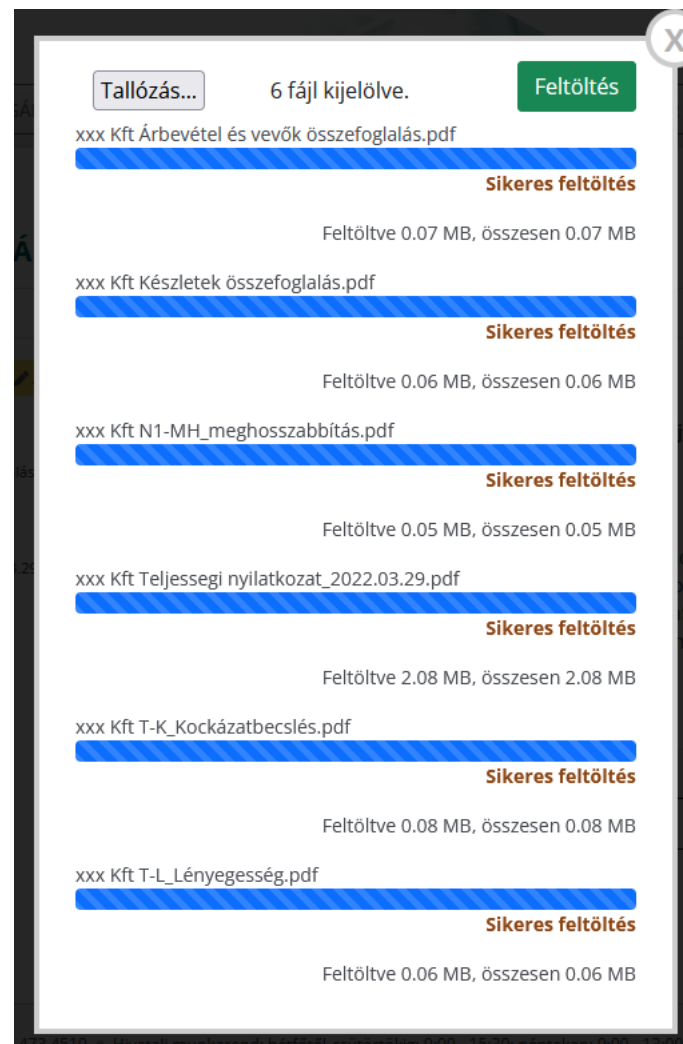 X
Tallózás... 6 fájl kijelölve. Feltöltés
xxx Kft Árbevétel és vevők összefoglalás.pdf
Sikeres feltöltés
Feltöltve 0.07 MB, összesen 0.07 MB
xxx Kft Készletek összefoglalás.pdf
Sikeres feltöltés
Feltöltve 0.06 MB, összesen 0.06 MB
xxx Kft N1-MH_meghosszabbítás.pdf
Sikeres feltöltés
Feltöltve 0.05 MB, összesen 0.05 MB
xxx Kft Teljessegi nyilatkozat_2022.03.29.pdf
Sikeres feltöltés
Feltöltve 2.08 MB, összesen 2.08 MB
xxx Kft T-K_Kockázatbecslés.pdf
Sikeres feltöltés
Feltöltve 0.08 MB, összesen 0.08 MB
xxx Kft T-L_Lényegesség.pdf
Sikeres feltöltés
Feltöltve 0.06 MB, összesen 0.06 MB